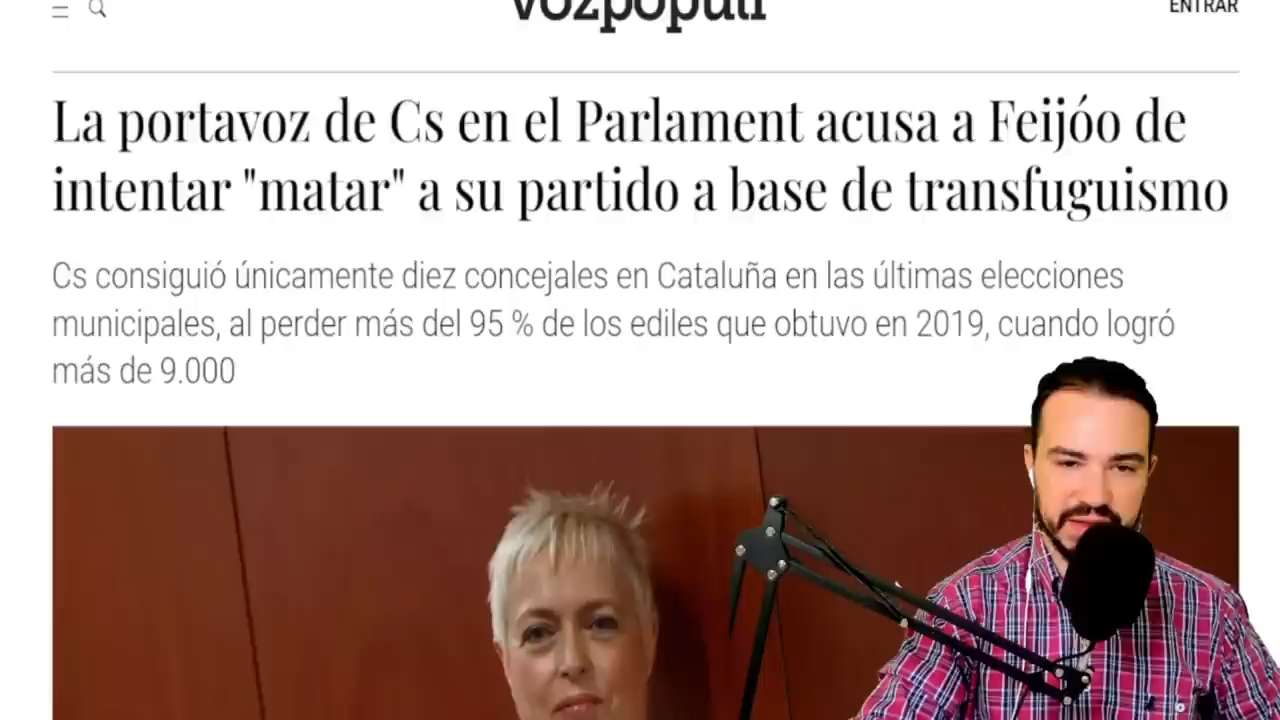 vozpópuli
ENTRAR
La portavoz de Cs en el Parlament acusa a Feijóo de
intentar "matar" a su partido a base de transfuguismo
Cs consiguió únicamente diez concejales en Cataluña en las últimas elecciones
municipales, al perder más del 95 % de los ediles que obtuvo en 2019, cuando logró
más de 9.000